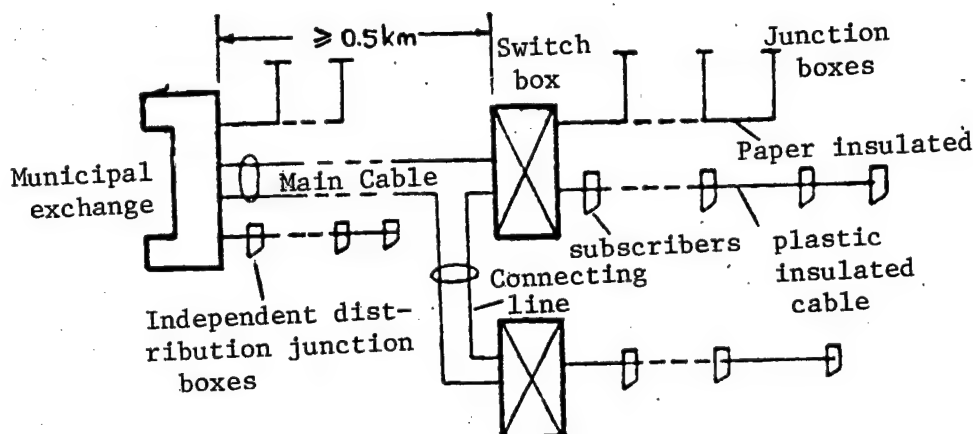 ≥ 0.5km
Switch
box
Junction
boxes
Municipal
exchange
Main Cable
Paper insulated
subscribers
plastic
insulated
cable
Connecting
line
Independent dist-
ribution junction
boxes